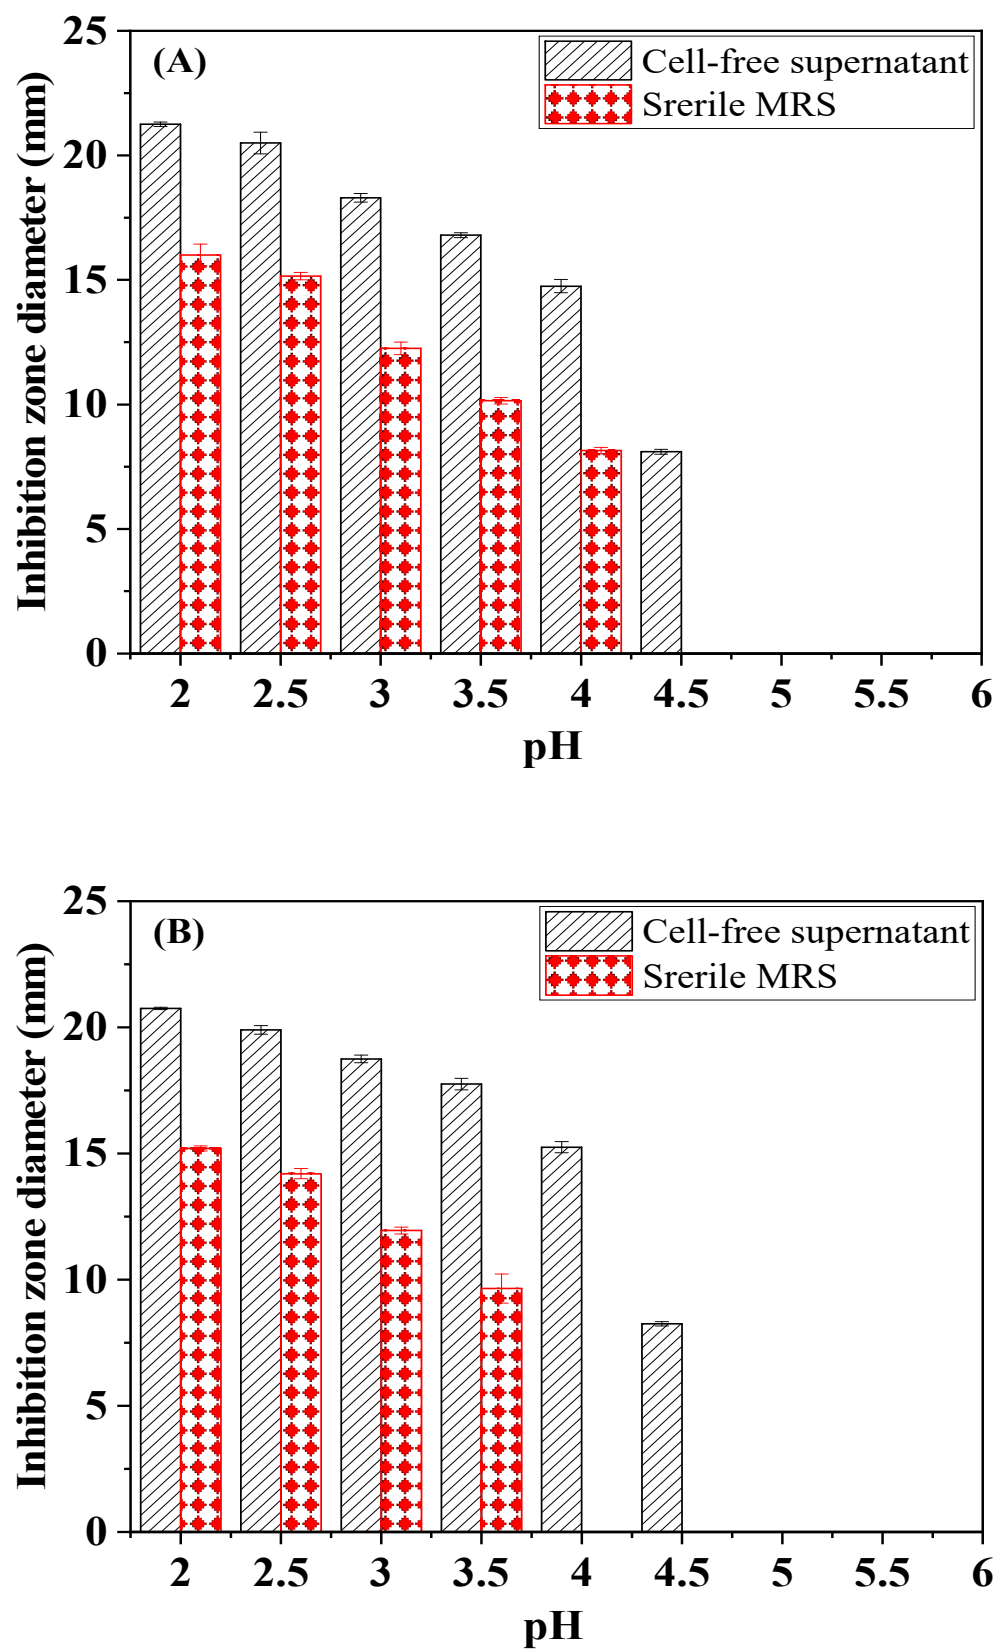 (A)
Cell-free supernatant
Srerile MRS
Inhibition zone diameter (mm)
25
20
15
10
5
0
2 2.5 3 3.5 4 4.5 5 5.5 6
pH
(B)
Cell-free supernatant
Srerile MRS
Inhibition zone diameter (mm)
25
20
15
10
5
0
2 2.5 3 3.5 4 4.5 5 5.5 6
pH